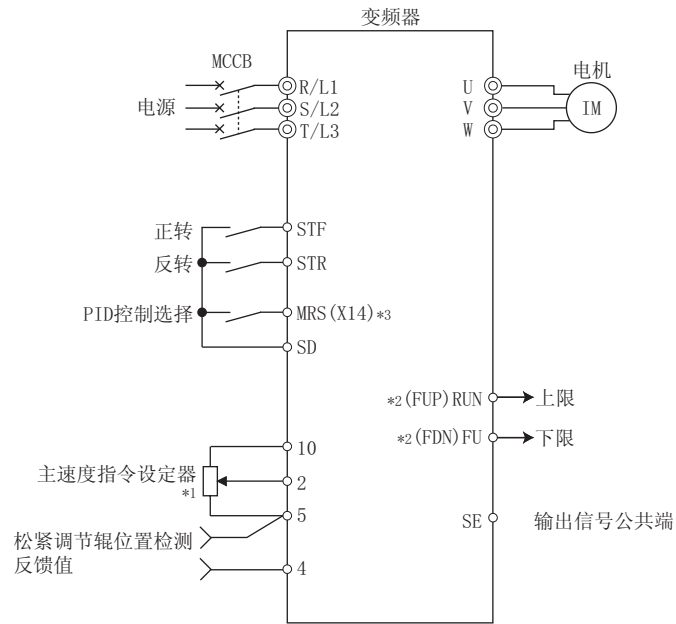 变频器
MCCB
电源
R/L1
S/L2
T/L3
U
V
W
电机
IM
正转
STF
反转
STR
PID控制选择
MRS(X14)*3
SD
*2(FUP)RUN
上限
*2(FDN)FU
下限
主速度指令设定器
*1
10
2
5
SE
输出信号公共端
松紧调节辊位置检测
反馈值
4